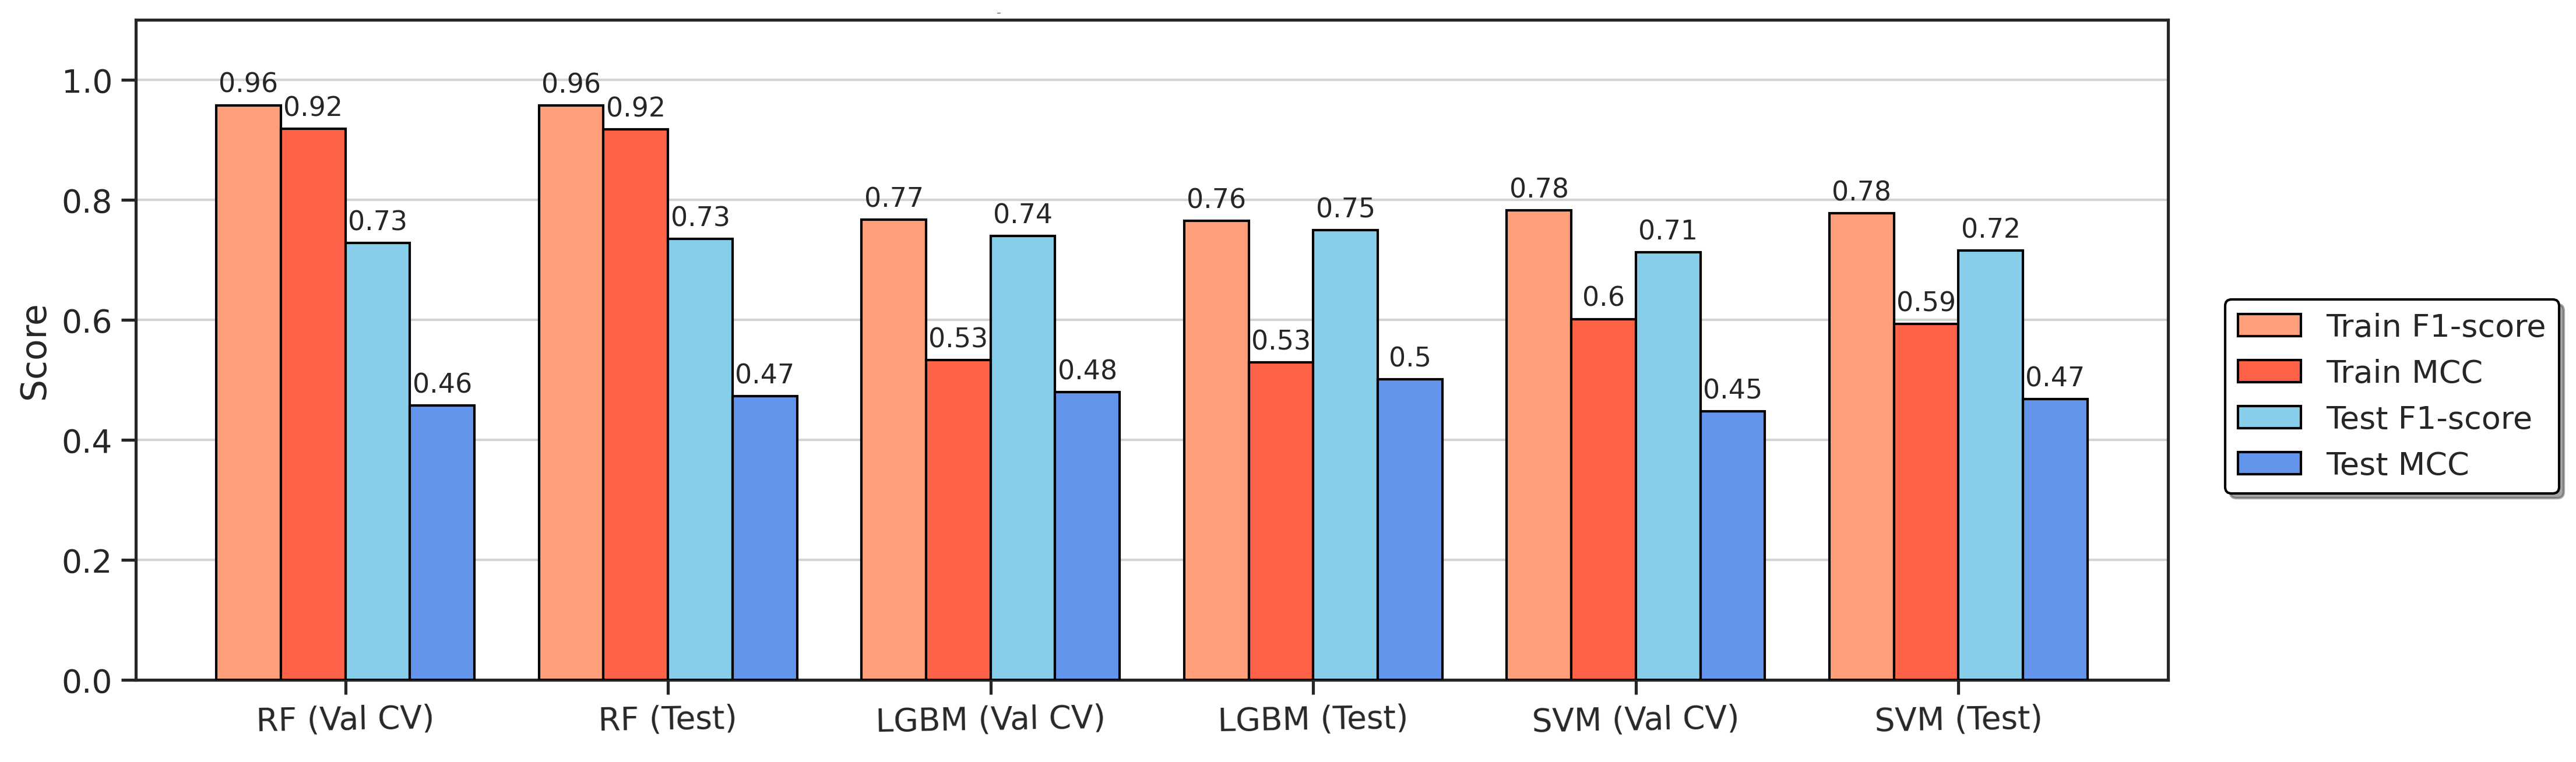 Score
1.0
0.8
0.6
0.4
0.2
0.0
0.96
0.92
0.73
0.46
0.96
0.92
0.73
0.47
0.77
0.53
0.74
0.48
0.76
0.53
0.75
0.5
0.78
0.6
0.71
0.45
0.78
0.59
0.72
0.47
RF (Val CV)
RF (Test)
LGBM (Val CV)
LGBM (Test)
SVM (Val CV)
SVM (Test)
Train F1-score
Train MCC
Test F1-score
Test MCC